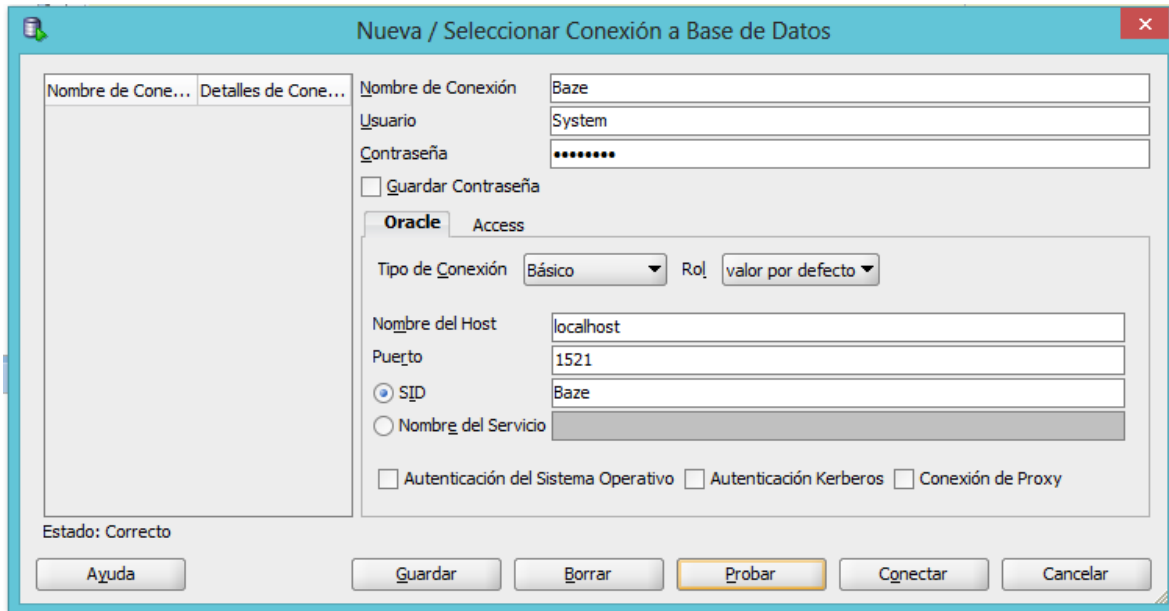 Nueva / Seleccionar Conexión a Base de Datos
Nombre de Cone... Detalles de Cone...
Nombre de Conexión Baze
Usuario System
Contraseña ••••••••
Guardar Contraseña
Oracle Access
Tipo de Conexión Básico Rol valor por defecto
Nombre del Host localhost
Puerto 1521
SID Baze
Nombre del Servicio
Autenticación del Sistema Operativo Autenticación Kerberos Conexión de Proxy
Estado: Correcto
Ayuda Guardar Borrar Probar Conectar Cancelar